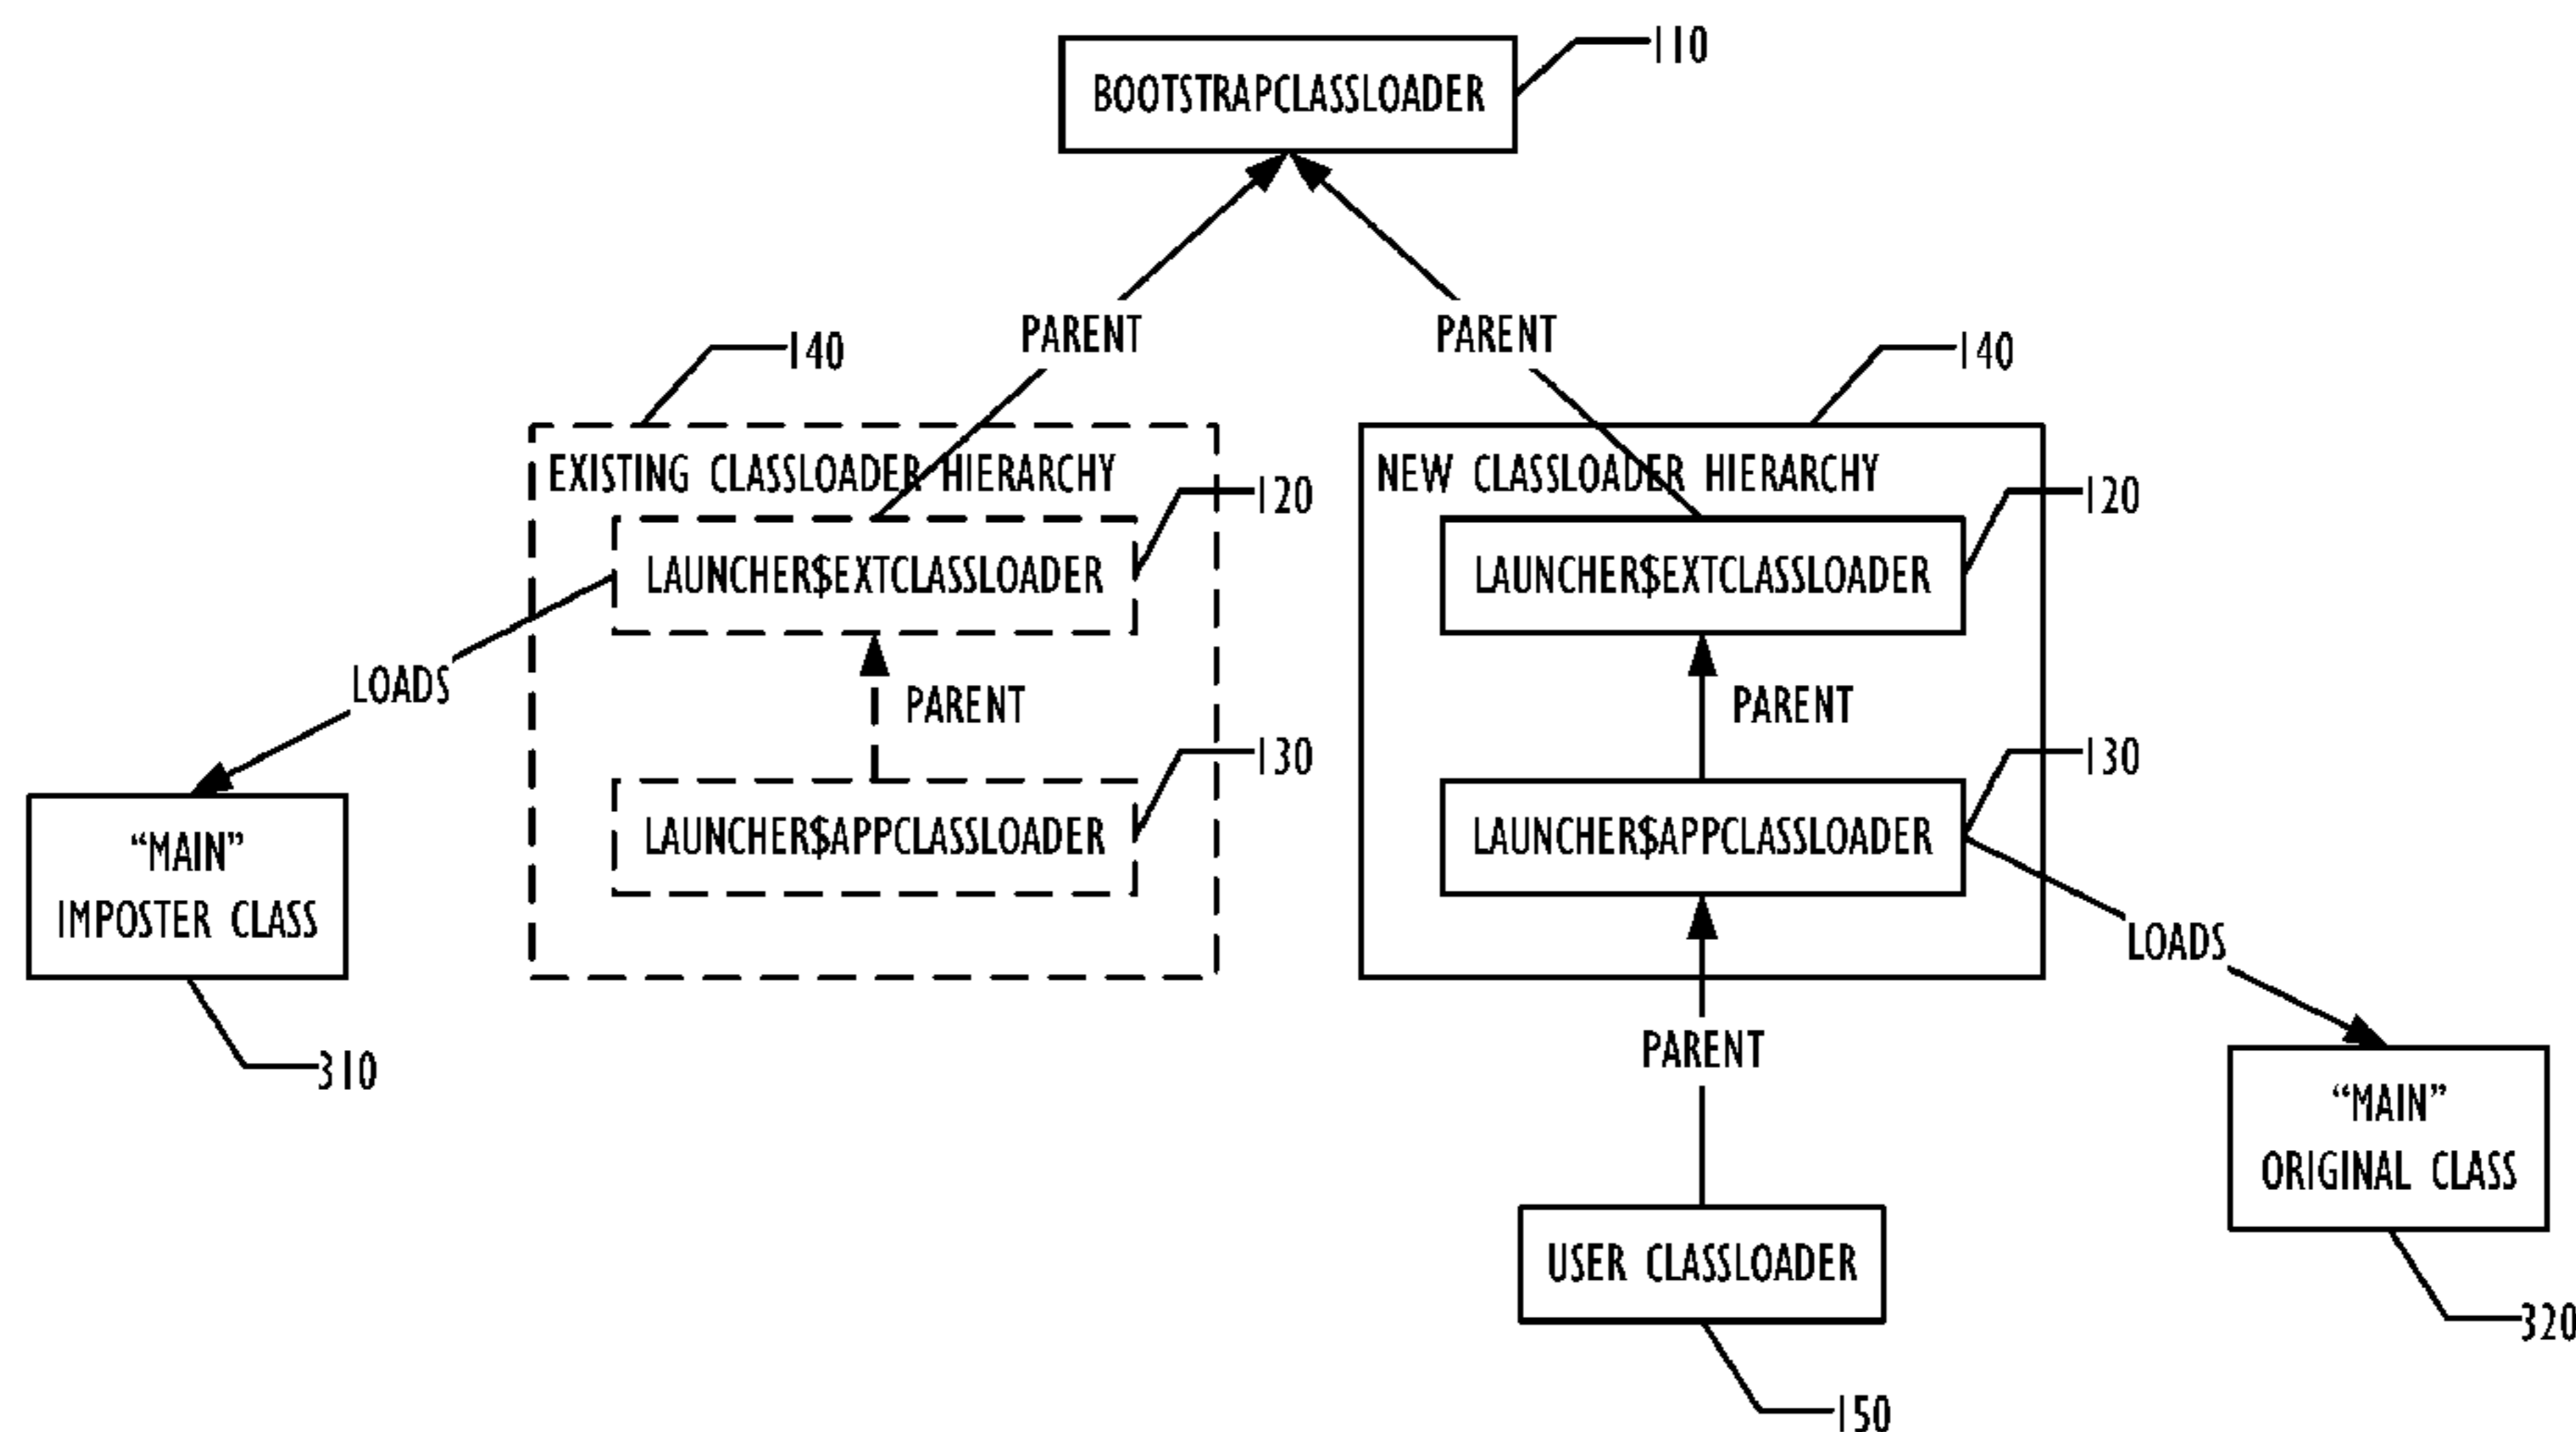 110
BOOTSTRAPCLASSLOADER
PARENT
PARENT
140
140
EXISTING CLASSLOADER HIERARCHY
NEW CLASSLOADER HIERARCHY
120
120
LAUNCHER$EXTCLASSLOADER
LAUNCHER$EXTCLASSLOADER
LOADS
PARENT
PARENT
130
130
LAUNCHER$APPCLASSLOADER
LAUNCHER$APPCLASSLOADER
“MAIN”
IMPOSTER CLASS
LOADS
310
PARENT
“MAIN”
ORIGINAL CLASS
USER CLASSLOADER
320
150